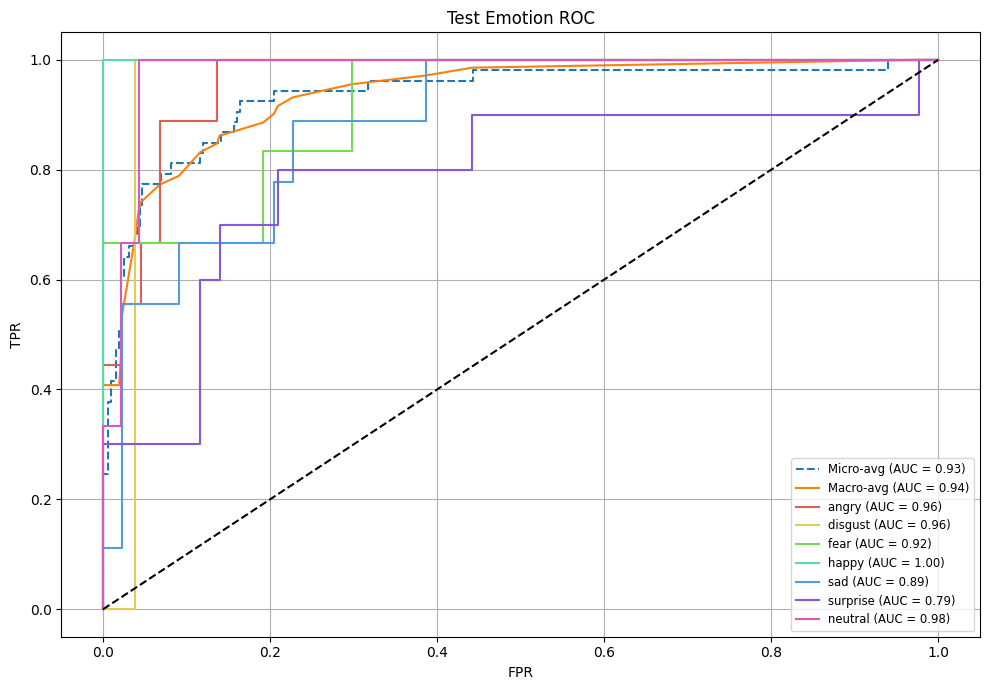 Test Emotion ROC
1.0
0.8
0.6
0.4
0.2
0.0
TPR
Micro-avg (AUC = 0.93)
Macro-avg (AUC = 0.94)
angry (AUC = 0.96)
disgust (AUC = 0.96)
fear (AUC = 0.92)
happy (AUC = 1.00)
sad (AUC = 0.89)
surprise (AUC = 0.79)
neutral (AUC = 0.98)
0.0 0.2 0.4 0.6 0.8 1.0
FPR